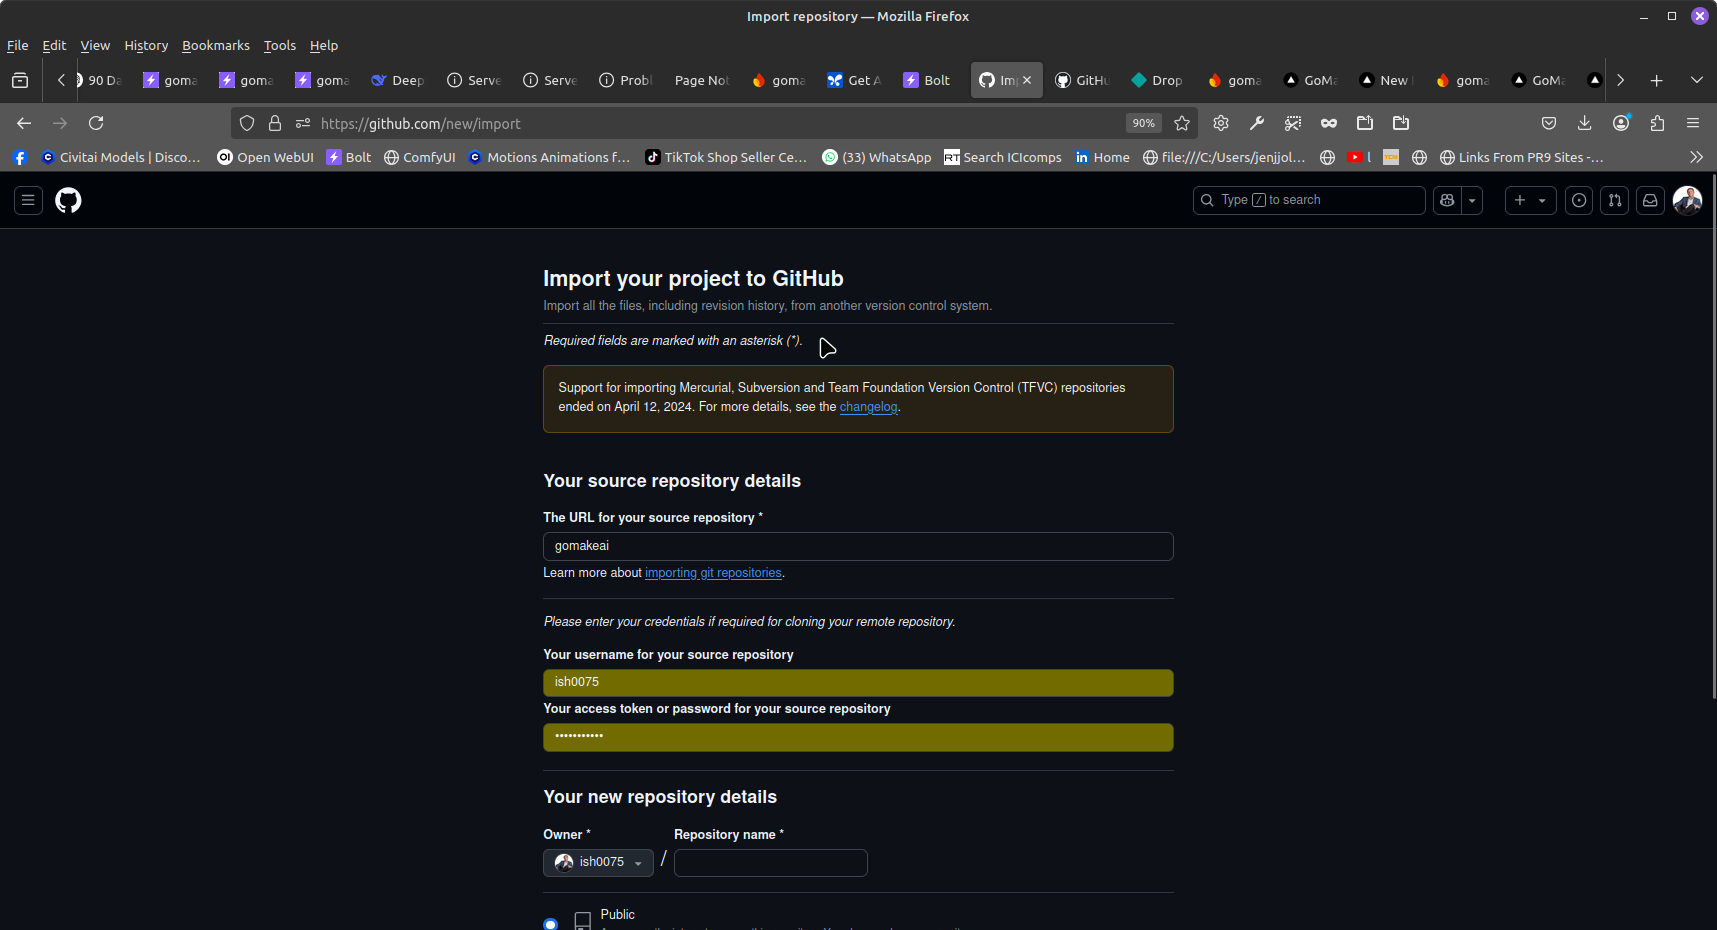 Import repository — Mozilla Firefox
File Edit View History Bookmarks Tools Help
90 Da goma goma goma Deep Serve Serve Probl Page Not goma Get A Bolt Im GitHu Drop goma GoMa New goma GoMa
https://github.com/new/import 90%
Civitai Models | Disco... OI Open WebUI Bolt ComfyUI Motions Animations f... TikTok Shop Seller Ce... (33) WhatsApp RT Search ICIcomps in Home file:///C:/Users/jenjjol... l Links From PR9 Sites -...
Type / to search
Import your project to GitHub
Import all the files, including revision history, from another version control system.
Required fields are marked with an asterisk (*).
Support for importing Mercurial, Subversion and Team Foundation Version Control (TFVC) repositories
ended on April 12, 2024. For more details, see the changelog.
Your source repository details
The URL for your source repository *
gomakeai
Learn more about importing git repositories.
Please enter your credentials if required for cloning your remote repository.
Your username for your source repository
ish0075
Your access token or password for your source repository
•••••••••••
Your new repository details
Owner * Repository name *
ish0075 /
Public